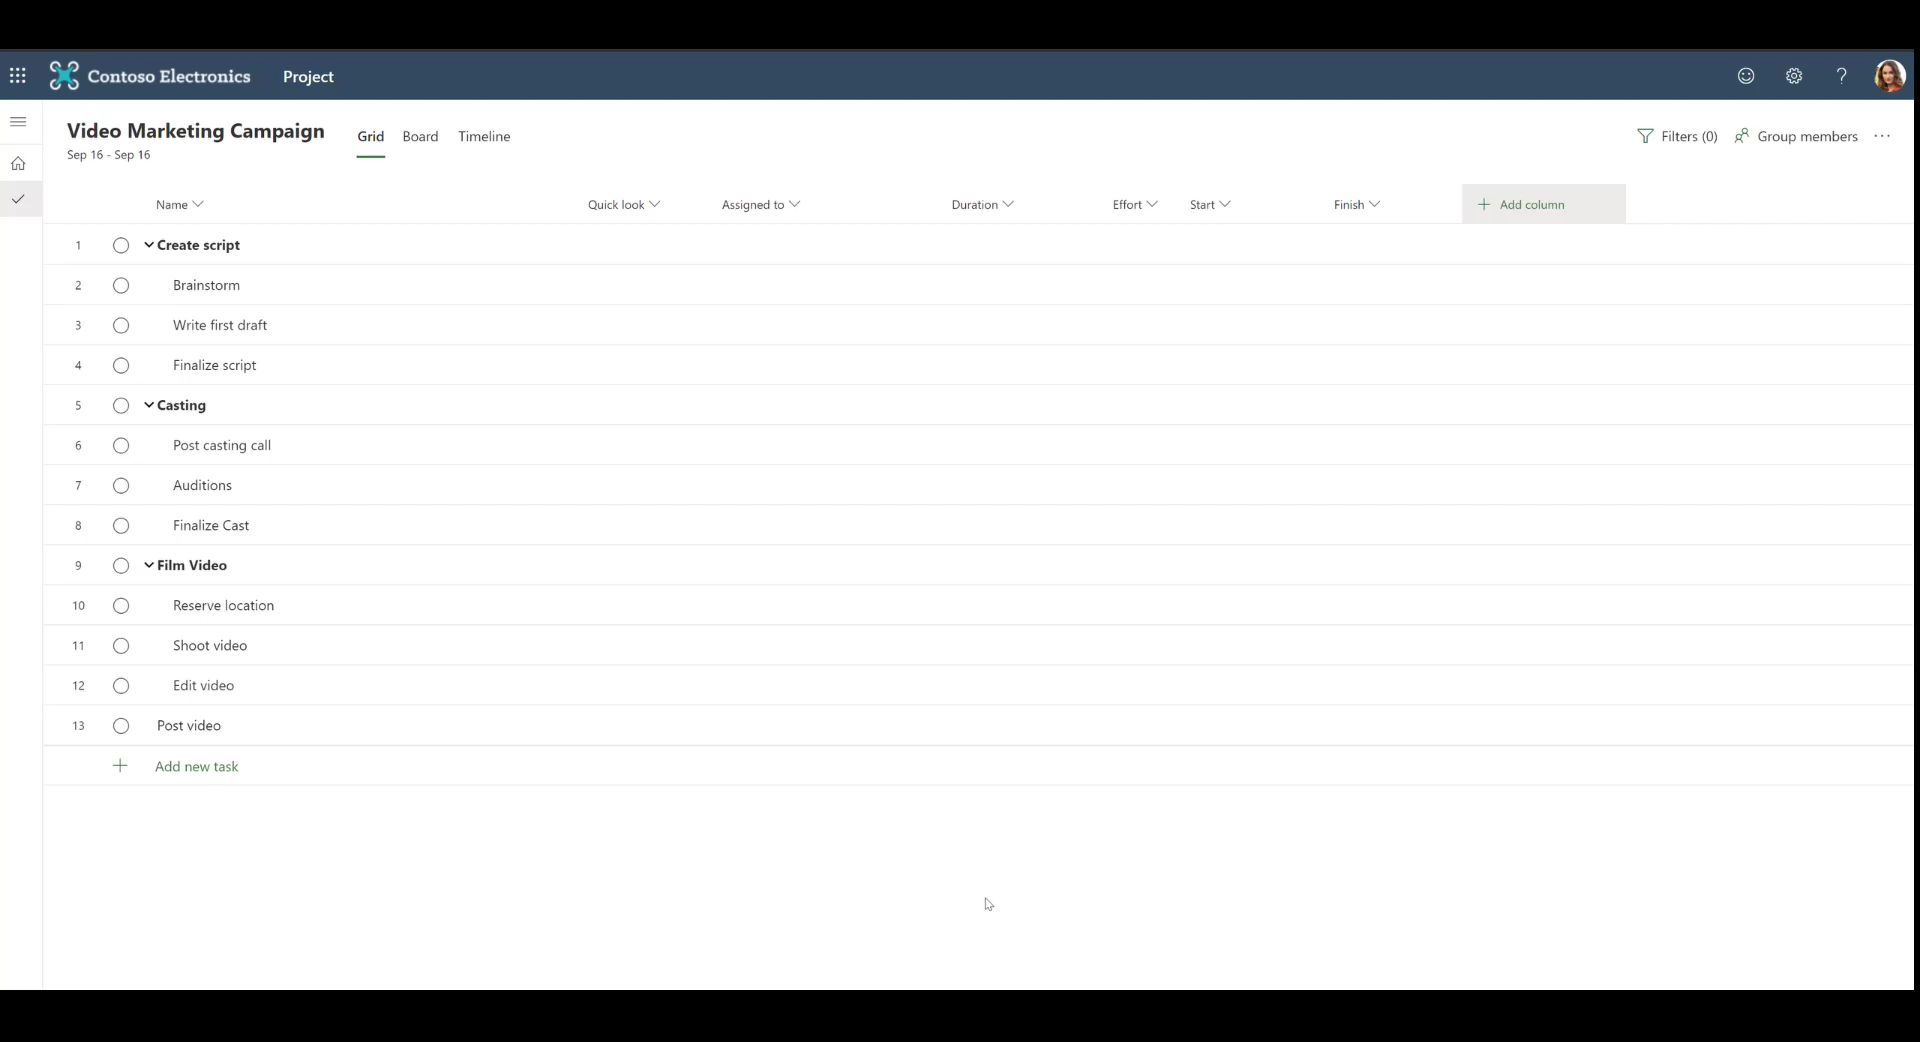 Contoso Electronics Project
Video Marketing Campaign Grid Board Timeline Filters (0) Group members
Sep 16 - Sep 16
Name Quick look Assigned to Duration Effort Start Finish Add column
1 Create script
2 Brainstorm
3 Write first draft
4 Finalize script
5 Casting
6 Post casting call
7 Auditions
8 Finalize Cast
9 Film Video
10 Reserve location
11 Shoot video
12 Edit video
13 Post video
Add new task